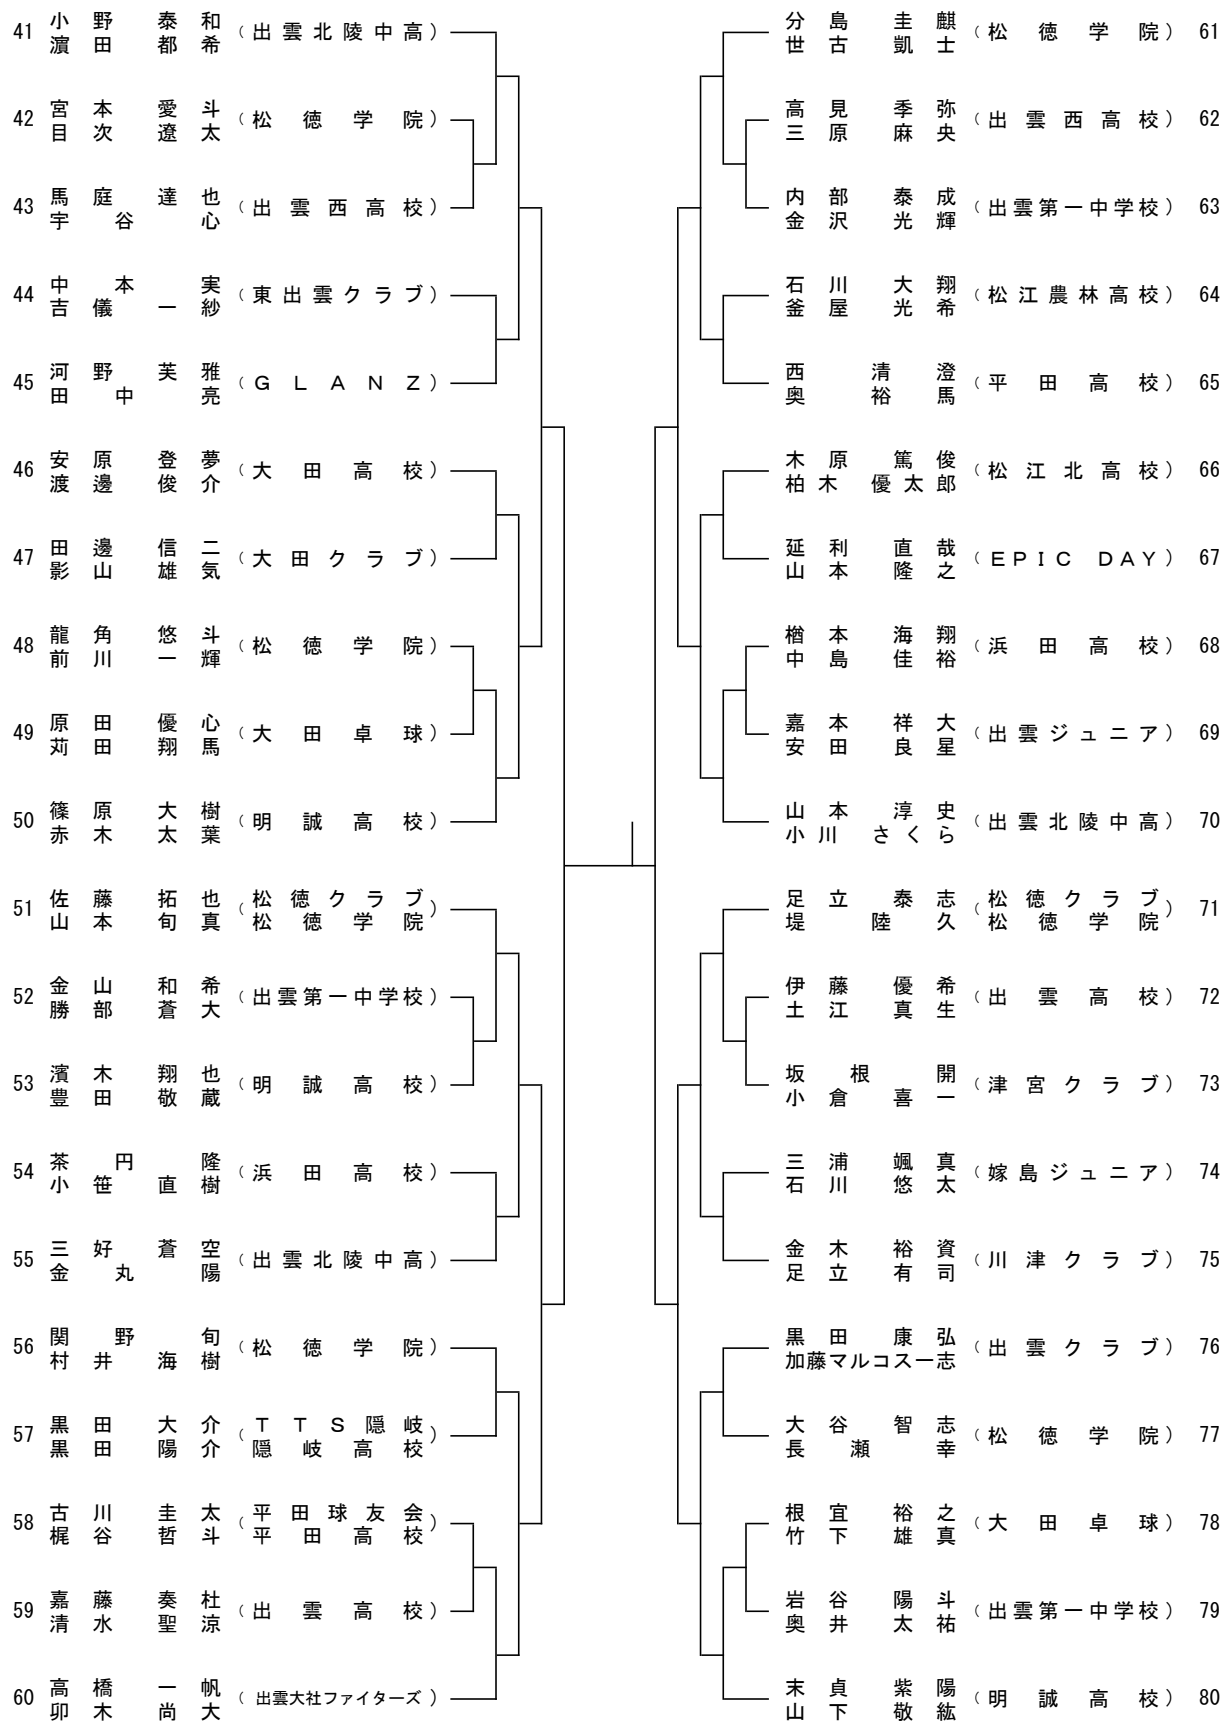 41 小野泰和 (出雲北陵中高)
濵田都希
42 宮本愛斗 (松徳学院)
目次遼太
43 馬庭達也 (出雲西高校)
宇谷心
44 中本実 (東出雲クラブ)
吉儀一紗
45 河野芙雅 (GLANZ)
田中亮
46 安原登夢 (大田高校)
渡邊俊介
47 田邊信二 (大田クラブ)
影山雄気
48 龍角悠斗 (松徳学院)
前川一輝
49 原田優心 (大田卓球)
苅田翔馬
50 篠原大樹 (明誠高校)
赤木太葉
51 佐藤拓也 (松徳クラブ
山本旬真 松徳学院)
52 金山和希 (出雲第一中学校)
勝部蒼大
53 濱木翔也 (明誠高校)
豊田敬蔵
54 茶円隆 (浜田高校)
小笹直樹
55 三好蒼空 (出雲北陵中高)
金丸陽
56 関野旬 (松徳学院)
村井海樹
57 黒田大介 (TTS隠岐
黒田陽介 隠岐高校)
58 古川圭太 (平田球友会
梶谷哲斗 平田高校)
59 嘉藤奏杜 (出雲高校)
清水聖涼
60 高橋一帆 (出雲大社ファイターズ)
卯木尚大
分島圭麒 (松徳学院) 61
世古凱士
高見季弥 (出雲西高校) 62
三原麻央
内部泰成 (出雲第一中学校) 63
金沢光輝
石川大翔 (松江農林高校) 64
釜屋光希
西清澄 (平田高校) 65
奥裕馬
木原篤俊 (松江北高校) 66
柏木優太郎
延利直哉 (EPIC DAY) 67
山本隆之
楢本海翔 (浜田高校) 68
中島佳裕
嘉本祥大 (出雲ジュニア) 69
安田良星
山本淳史 (出雲北陵中高) 70
小川さくら
足立泰志 (松徳クラブ 71
堤陸久 松徳学院)
伊藤優希 (出雲高校) 72
土江真生
坂根開 (津宮クラブ) 73
小倉喜一
三浦颯真 (嫁島ジュニア) 74
石川悠太
金木裕資 (川津クラブ) 75
足立有司
黒田康弘 (出雲クラブ) 76
加藤マルコス一志
大谷智志 (松徳学院) 77
長瀬幸
根宜裕之 (大田卓球) 78
竹下雄真
岩谷陽斗 (出雲第一中学校) 79
奥井太祐
末貞紫陽 (明誠高校) 80
山下敬紘